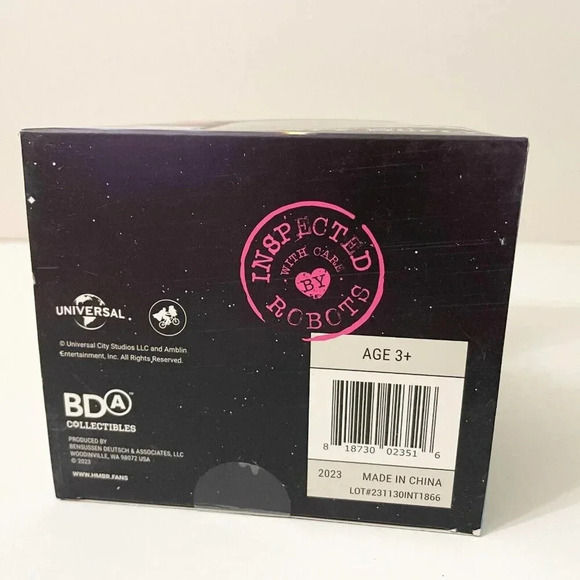 INSPECTED
WITH CARE
BY
ROBOTS
UNIVERSAL
© Universal City Studios LLC and Amblin
Entertainment, Inc. All Rights Reserved.
BDA
COLLECTIBLES
PRODUCED BY
BENSUSSEN DEUTSCH & ASSOCIATES, LLC
WOODINVILLE, WA 98072 USA
© 2023
WWW.HMBR.FANS
AGE 3+
8 18730 02351 6
2023 MADE IN CHINA
LOT#231130INT1866